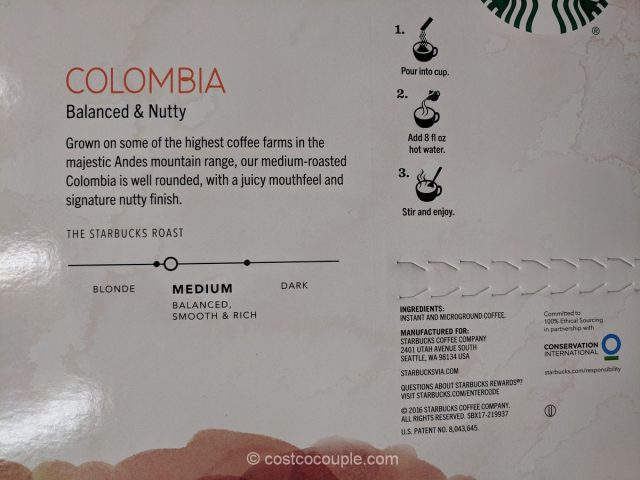 COLOMBIA
Balanced & Nutty
Grown on some of the highest coffee farms in the
majestic Andes mountain range, our medium-roasted
Colombia is well rounded, with a juicy mouthfeel and
signature nutty finish.
THE STARBUCKS ROAST
BLONDE
MEDIUM
BALANCED,
SMOOTH & RICH
DARK
®
1.
Pour into cup.
2.
Add 8 fl oz
hot water.
3.
Stir and enjoy.
INGREDIENTS:
INSTANT AND MICROGROUND COFFEE.
MANUFACTURED FOR:
STARBUCKS COFFEE COMPANY
2401 UTAH AVENUE SOUTH
SEATTLE, WA 98134 USA
STARBUCKSVIA.COM
QUESTIONS ABOUT STARBUCKS REWARDS®?
VISIT STARBUCKS.COM/ENTERCODE
© 2016 STARBUCKS COFFEE COMPANY.
ALL RIGHTS RESERVED. SBX17-219937
U.S. PATENT NO. 8,043,645.
Committed to
100% Ethical Sourcing
in partnership with
CONSERVATION
INTERNATIONAL
starbucks.com/responsibility
© costcocouple.com